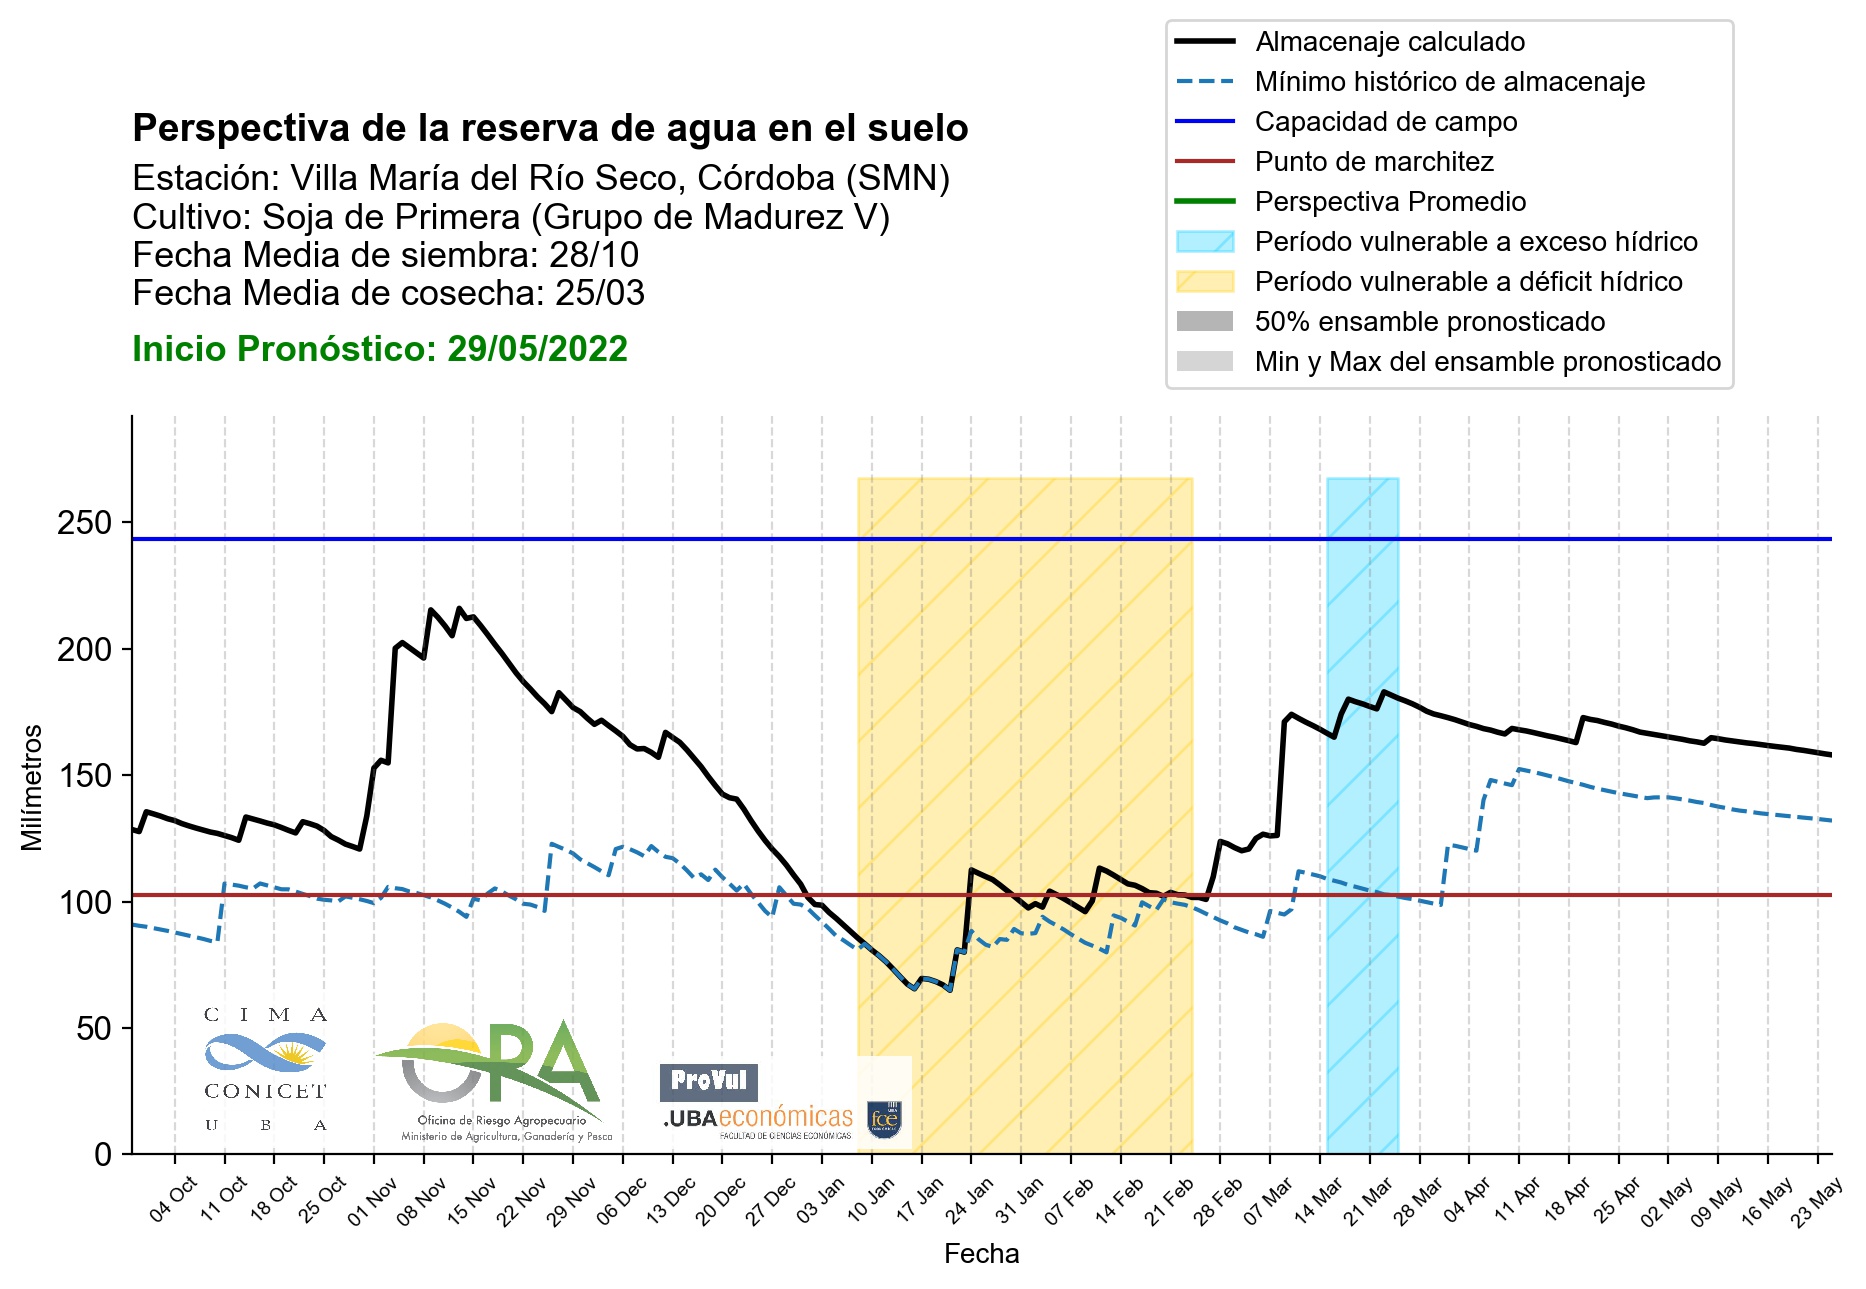 Almacenaje calculado
Mínimo histórico de almacenaje
Capacidad de campo
Punto de marchitez
Perspectiva Promedio
Período vulnerable a exceso hídrico
Período vulnerable a déficit hídrico
50% ensamble pronosticado
Min y Max del ensamble pronosticado
Perspectiva de la reserva de agua en el suelo
Estación: Villa María del Río Seco, Córdoba (SMN)
Cultivo: Soja de Primera (Grupo de Madurez V)
Fecha Media de siembra: 28/10
Fecha Media de cosecha: 25/03
Inicio Pronóstico: 29/05/2022
Milímetros
250
200
150
100
50
0
C I M A
CONICET
U B A
ORA
Oficina de Riesgo Agropecuario
Ministerio de Agricultura, Ganadería y Pesca
ProVul
.UBAeconómicas
FACULTAD DE CIENCIAS ECONÓMICAS
UBA
fce
ECONÓMICAS
04 Oct
11 Oct
18 Oct
25 Oct
01 Nov
08 Nov
15 Nov
22 Nov
29 Nov
06 Dec
13 Dec
20 Dec
27 Dec
03 Jan
10 Jan
17 Jan
24 Jan
31 Jan
07 Feb
14 Feb
21 Feb
28 Feb
07 Mar
14 Mar
21 Mar
28 Mar
04 Apr
11 Apr
18 Apr
25 Apr
02 May
09 May
16 May
23 May
Fecha